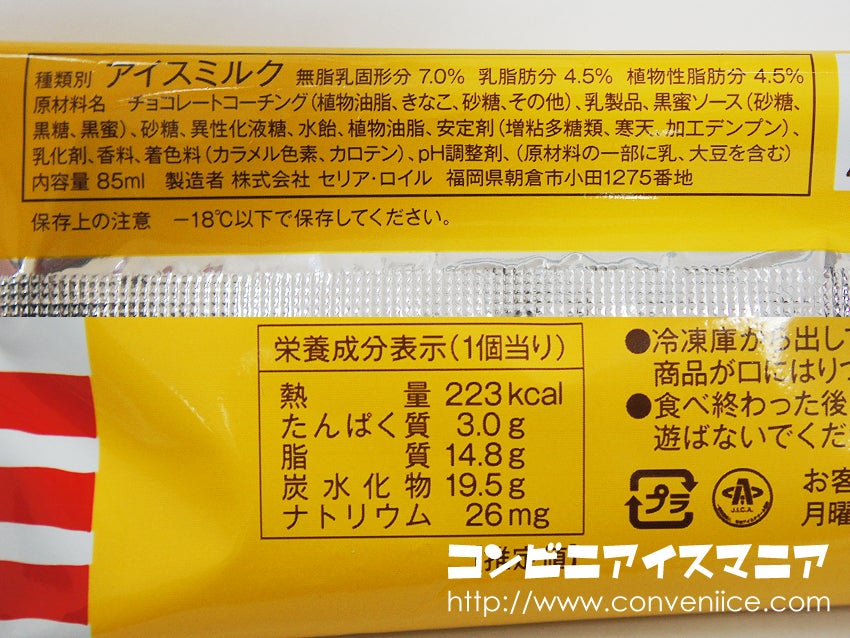 種類別 アイスミルク 無脂乳固形分 7.0% 乳脂肪分 4.5% 植物性脂肪分 4.5%
原材料名 チョコレートコーチング(植物油脂、きなこ、砂糖、その他)、乳製品、黒蜜ソース(砂糖、
黒糖、黒蜜)、砂糖、異性化液糖、水飴、植物油脂、安定剤(増粘多糖類、寒天、加工デンプン)、
乳化剤、香料、着色料(カラメル色素、カロテン)、pH調整剤、(原材料の一部に乳、大豆を含む)
内容量 85ml 製造者 株式会社 セリア・ロイル 福岡県朝倉市小田1275番地
保存上の注意 −18℃以下で保存してください。
栄養成分表示(1個当り)
熱量 223kcal
たんぱく質 3.0g
脂質 14.8g
炭水化物 19.5g
ナトリウム 26mg
●冷凍庫から出して
商品が口にはりつ
●食べ終わった後
遊ばないでくだ
プラ
J.I.C.A.
お客
月曜
コンビニアイスマニア
http://www.conveniice.com/